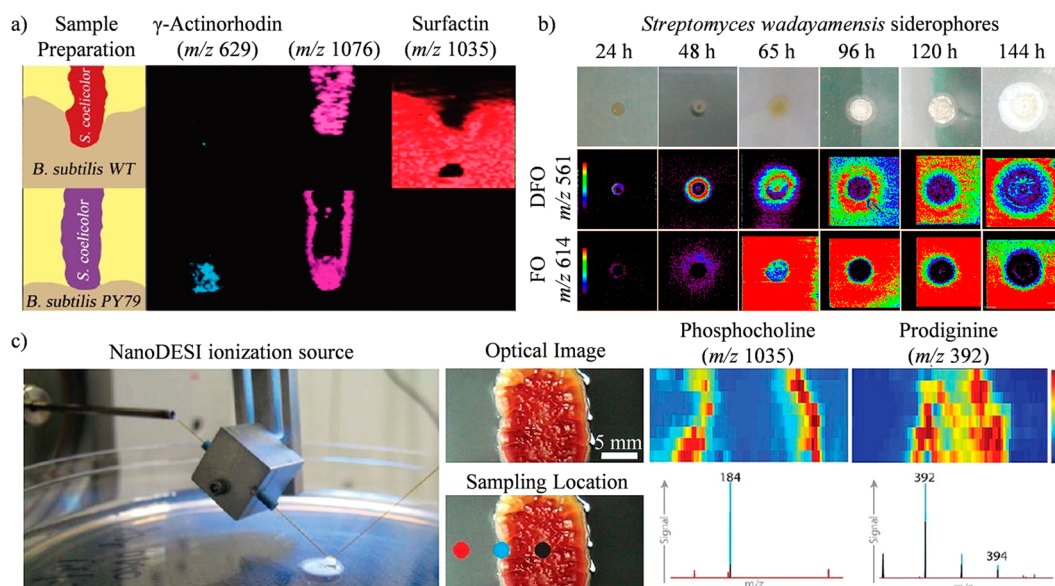 a)
Sample Preparation
γ-Actinorhodin
(m/z 629)
(m/z 1076)
Surfactin
(m/z 1035)
S. coelicolor
B. subtilis WT
S. coelicolor
B. subtilis PY79
b)
Streptomyces wadayamensis siderophores
24 h 48 h 65 h 96 h 120 h 144 h
DFO
m/z 561
FO
m/z 614
c)
NanoDESI ionization source
Optical Image
5 mm
Sampling Location
Phosphocholine
(m/z 1035)
Prodiginine
(m/z 392)
Signal
184
m/z
Signal
392
394
m/z